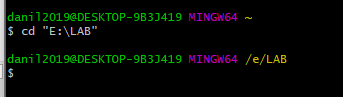 danil2019@DESKTOP-9B3J419 MINGW64 ~
$ cd "E:\LAB"
danil2019@DESKTOP-9B3J419 MINGW64 /e/LAB
$